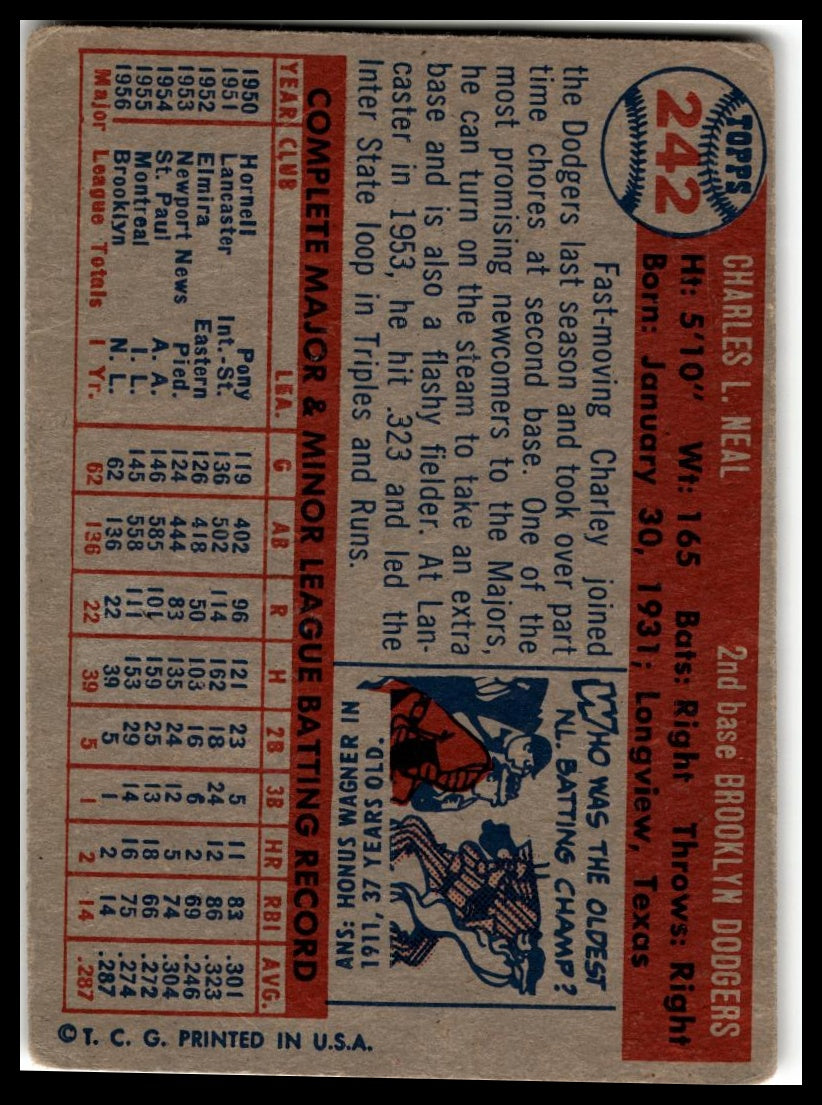 TOPPS
242
CHARLES L. NEAL 2nd base BROOKLYN DODGERS
Ht: 5'10" Wt: 165 Bats: Right Throws: Right
Born: January 30, 1931; Longview, Texas
Fast-moving Charley joined
the Dodgers last season and took over part
time chores at second base. One of the
most promising newcomers to the Majors,
he can turn on the steam to take an extra
base and is also a flashy fielder. At Lan-
caster in 1953, he hit .323 and led the
Inter State loop in Triples and Runs.
WHO WAS THE OLDEST
NL. BATTING CHAMP?
ANS: HONUS WAGNER IN
1911, 37 YEARS OLD.
COMPLETE MAJOR & MINOR LEAGUE BATTING RECORD
YEAR CLUB LEA. G AB R H 2B 3B HR RBI AVG.
1950 Hornell Pony 119 402 96 121 23 5 11 83 .301
1951 Lancaster Int.-St. 136 502 114 162 18 24 12 86 .323
1952 Elmira Eastern 126 418 50 103 16 6 2 69 .246
1953 Newport News Pied. 124 444 83 135 24 12 5 74 .304
1954 St. Paul A. A. 146 585 101 159 25 13 18 66 .272
1955 Montreal I. L. 145 558 111 153 29 14 16 75 .274
1956 Brooklyn N. L. 62 136 22 39 5 1 2 14 .287
Major League Totals 1 Yr. 62 136 22 39 5 1 2 14 .287
© T. C. G. PRINTED IN U.S.A.